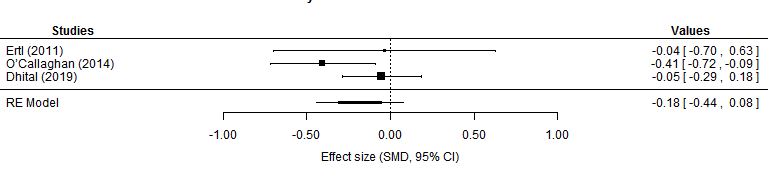 Studies Values
Ertl (2011) -0.04 [ -0.70 , 0.63 ]
O'Callaghan (2014) -0.41 [ -0.72 , -0.09 ]
Dhital (2019) -0.05 [ -0.29 , 0.18 ]
RE Model -0.18 [ -0.44 , 0.08 ]
-1.00 -0.50 0.00 0.50 1.00
Effect size (SMD, 95% CI)